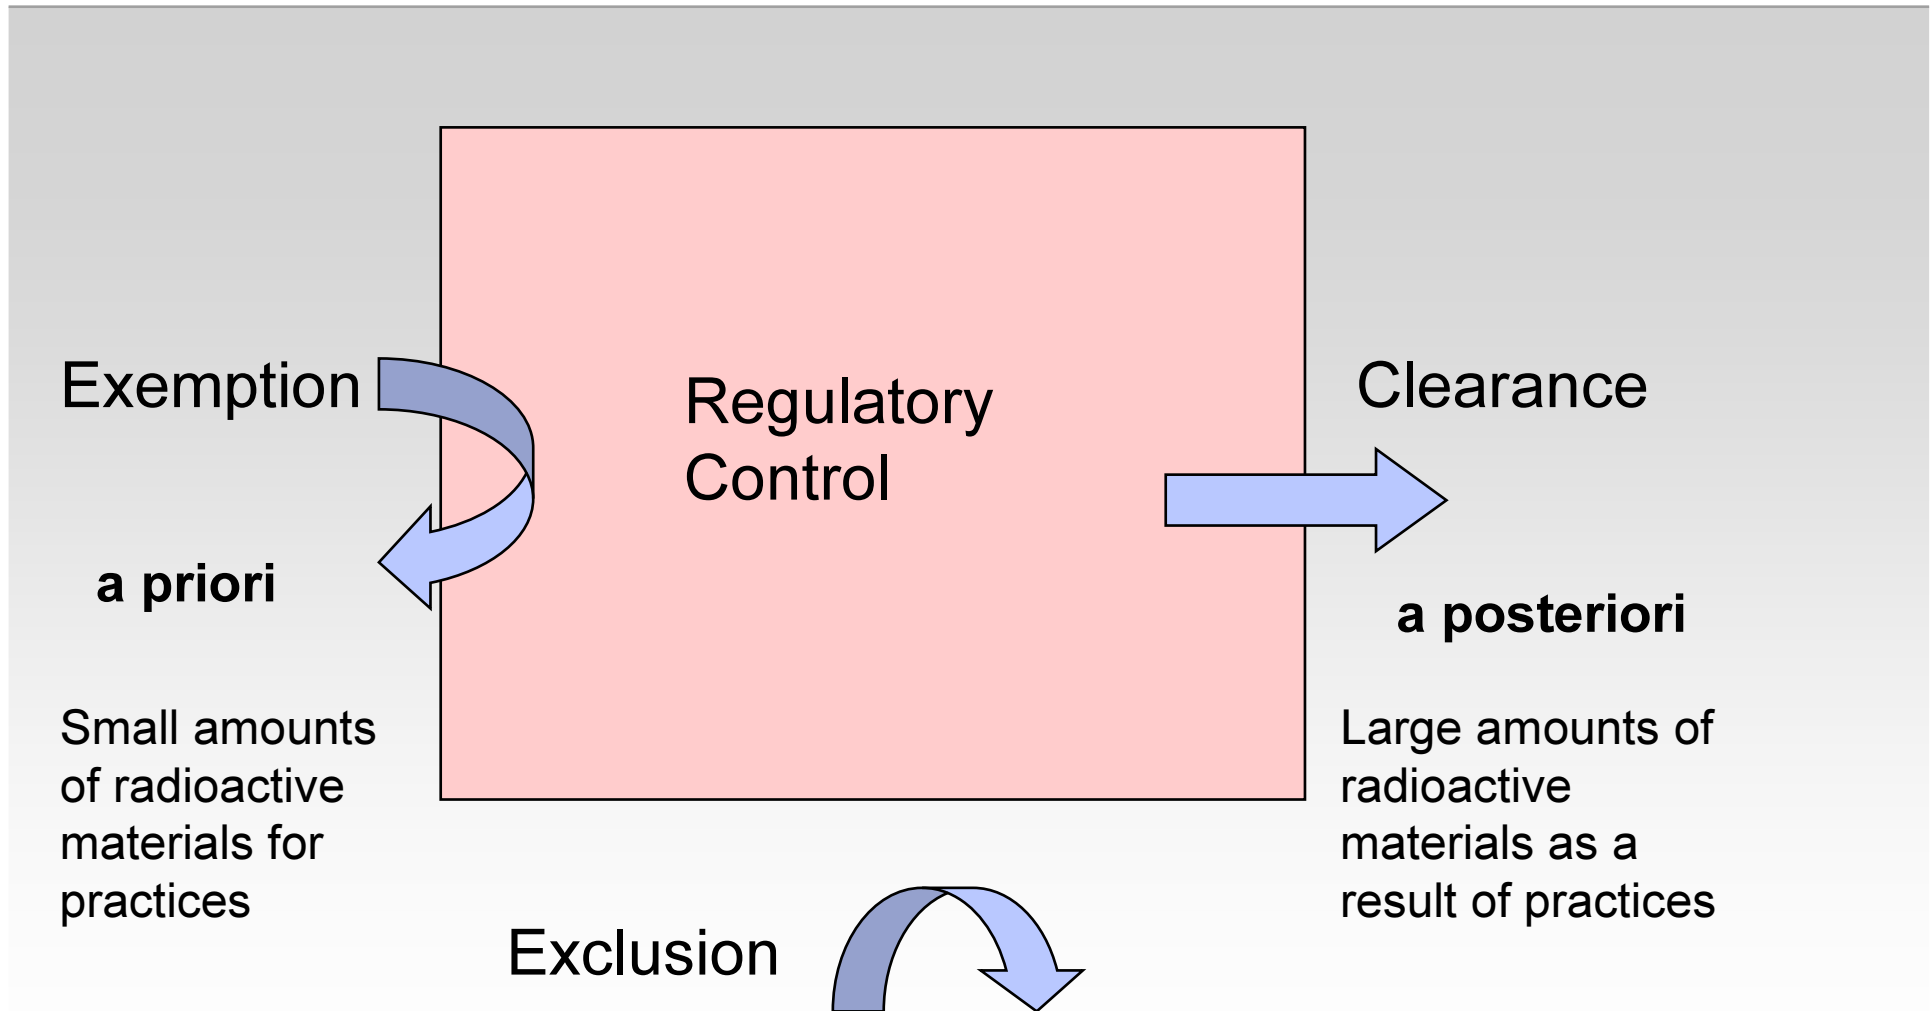 Exemption
a priori
Small amounts
of radioactive
materials for
practices
Regulatory
Control
Clearance
a posteriori
Large amounts of
radioactive
materials as a
result of practices
Exclusion